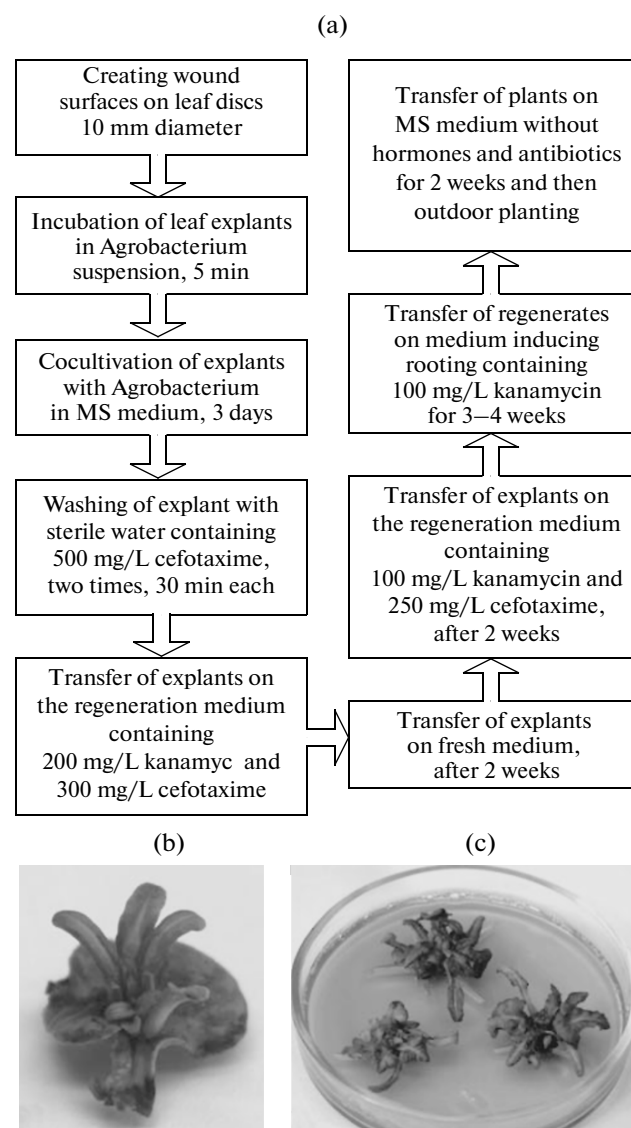 (a)
Creating wound
surfaces on leaf discs
10 mm diameter
Incubation of leaf explants
in Agrobacterium
suspension, 5 min
Cocultivation of explants
with Agrobacterium
in MS medium, 3 days
Washing of explant with
sterile water containing
500 mg/L cefotaxime,
two times, 30 min each
Transfer of explants on
the regeneration medium
containing
200 mg/L kanamyc and
300 mg/L cefotaxime
Transfer of explants
on fresh medium,
after 2 weeks
Transfer of explants on
the regeneration medium
containing
100 mg/L kanamycin and
250 mg/L cefotaxime,
after 2 weeks
Transfer of regenerates
on medium inducing
rooting containing
100 mg/L kanamycin
for 3–4 weeks
Transfer of plants on
MS medium without
hormones and antibiotics
for 2 weeks and then
outdoor planting
(b)
(c)